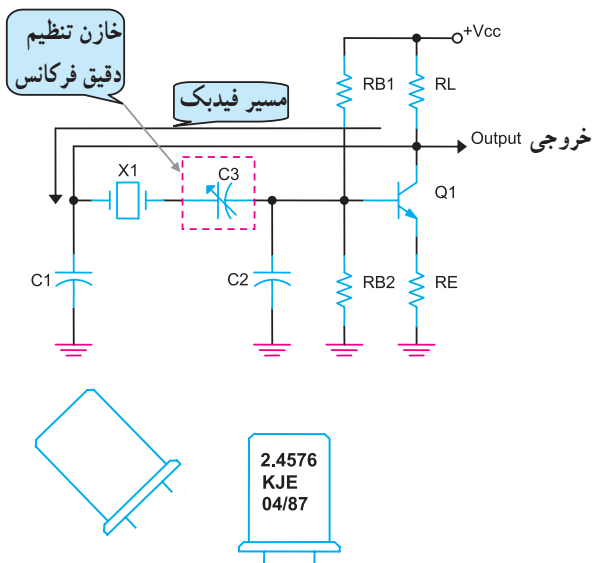 خازن تنظیم
دقیق فرکانس
مسیر فیدبک
+Vcc
RB1
RL
Output خروجی
X1
C3
Q1
C1
C2
RB2
RE
2.4576
KJE
04/87